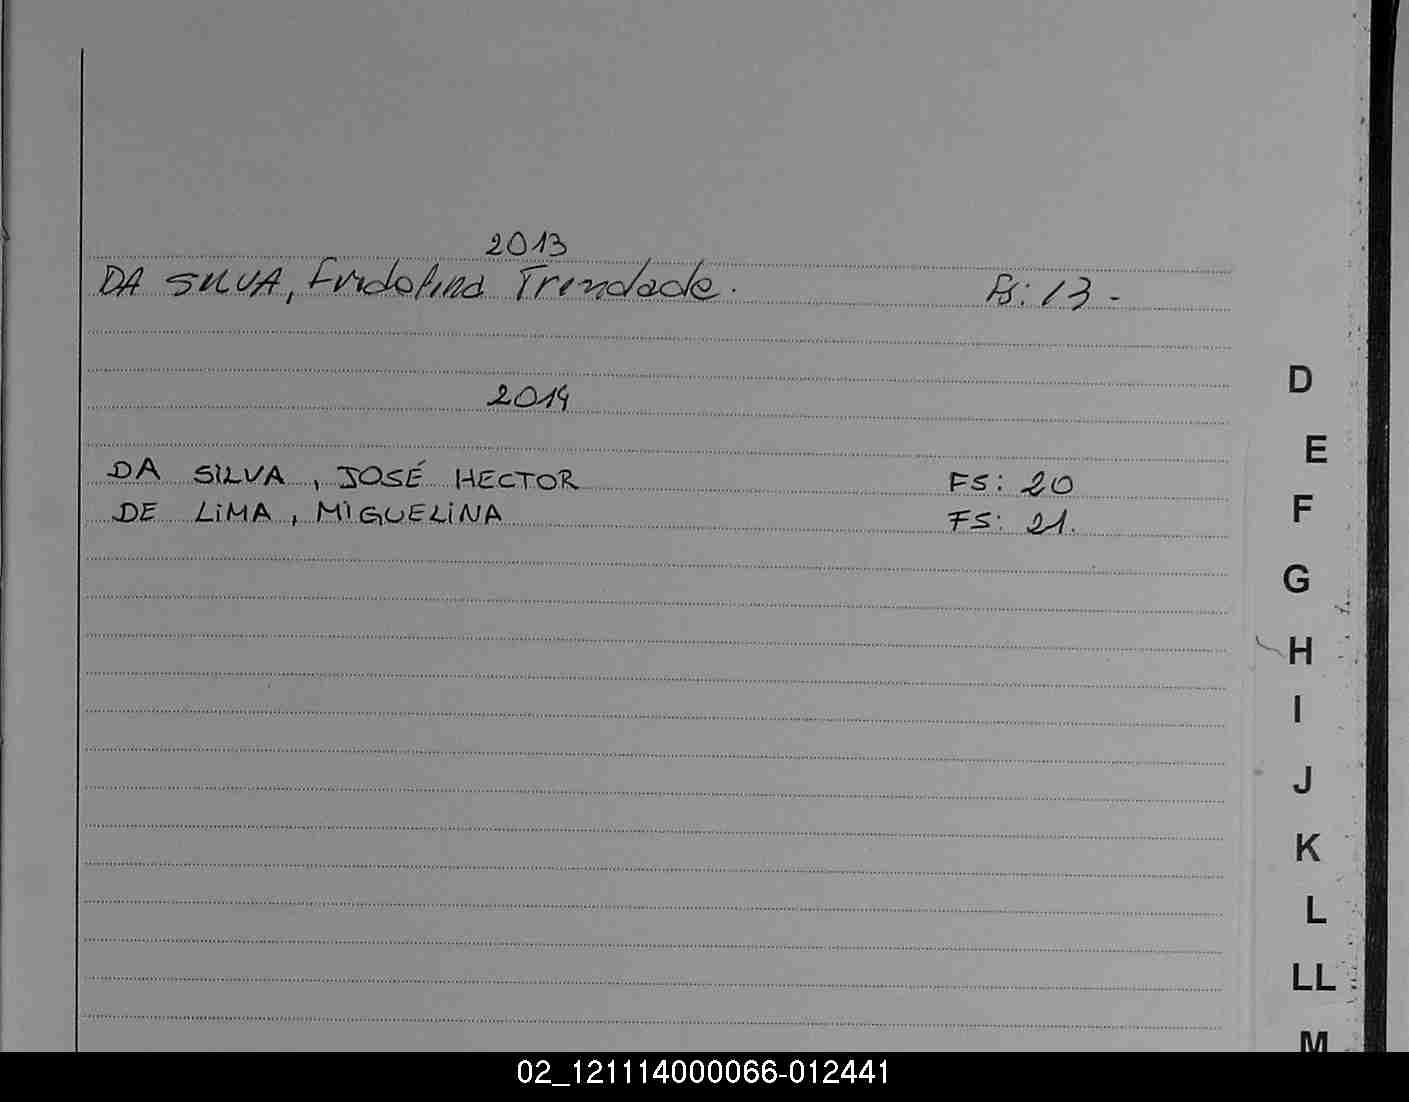 2013
DA SILVA, Fridolina Trindade. Fs: 13 -
2014
DA SILVA, JOSÉ HECTOR FS: 20
DE LIMA, MIGUELINA FS: 21.
D
E
F
G
H
I
J
K
L
LL
M
02_121114000066-012441